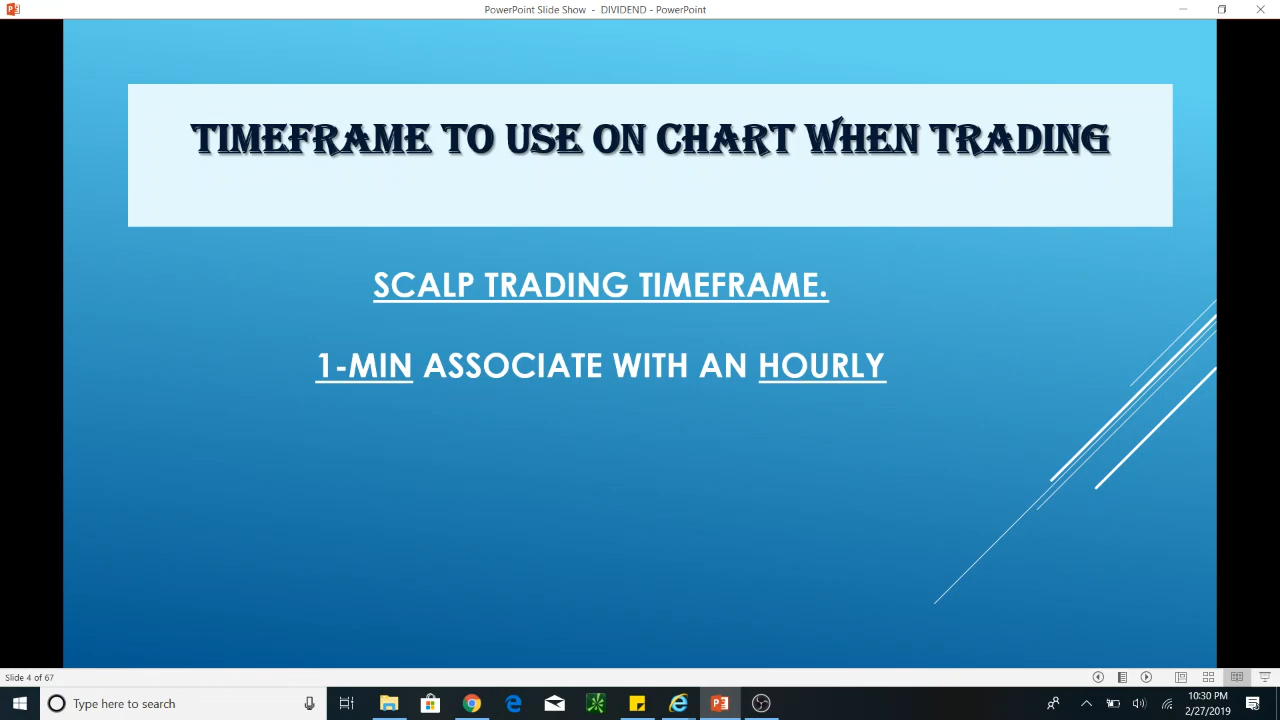 PowerPoint Slide Show - DIVIDEND - PowerPoint
TIMEFRAME TO USE ON CHART WHEN TRADING
SCALP TRADING TIMEFRAME.
1-MIN ASSOCIATE WITH AN HOURLY
Slide 4 of 67
Type here to search
10:30 PM
2/27/2019